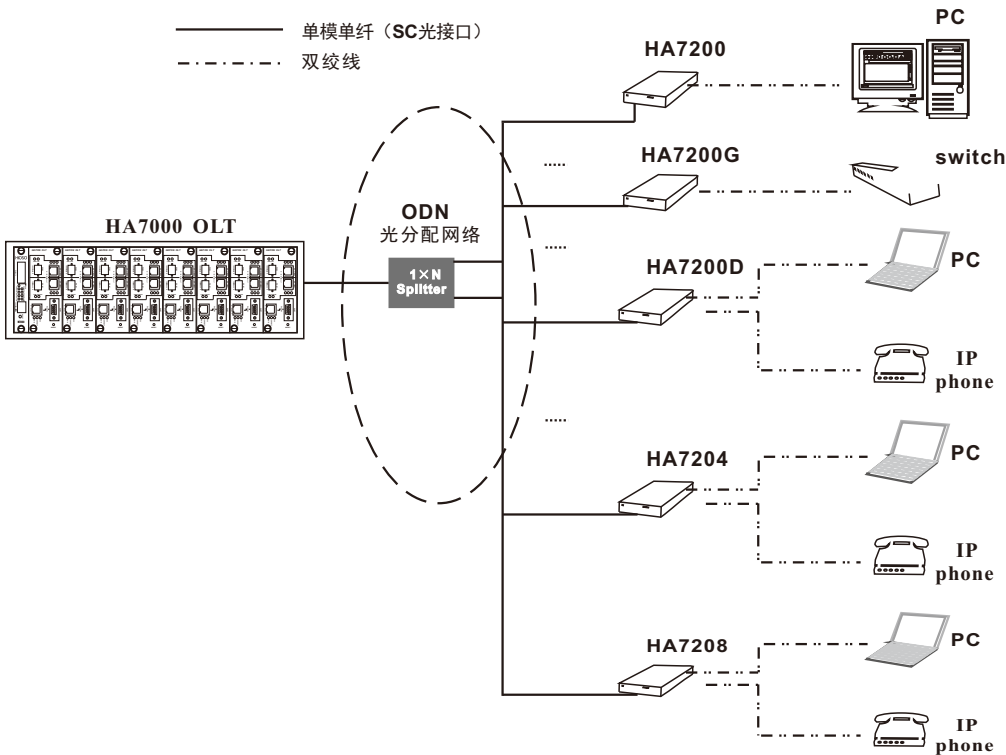 单模单纤（SC光接口）
双绞线
PC
HA7200
.....
HA7200G
switch
HA7000 OLT
ODN
光分配网络
1×N
Splitter
.....
HA7200D
PC
IP
phone
.....
HA7204
PC
IP
phone
HA7208
PC
IP
phone